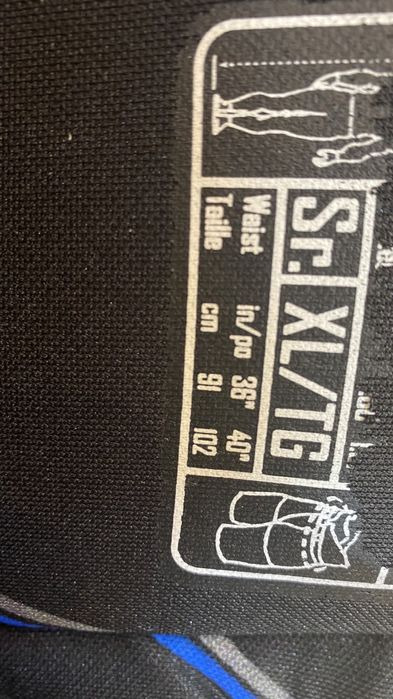 Sr. XL/TG
Waist in/po 36" 40"
Taille cm 91 102